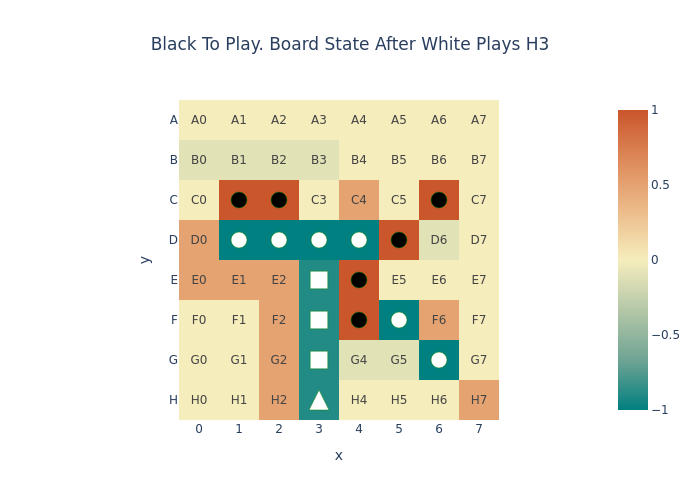 Black To Play. Board State After White Plays H3
A A0 A1 A2 A3 A4 A5 A6 A7
B B0 B1 B2 B3 B4 B5 B6 B7
C C0 C3 C4 C5 C7
D D0 D6 D7
E E0 E1 E2 E5 E6 E7
F F0 F1 F2 F6 F7
G G0 G1 G2 G4 G5 G7
H H0 H1 H2 H4 H5 H6 H7
0 1 2 3 4 5 6 7
x
y
1
0.5
0
−0.5
−1